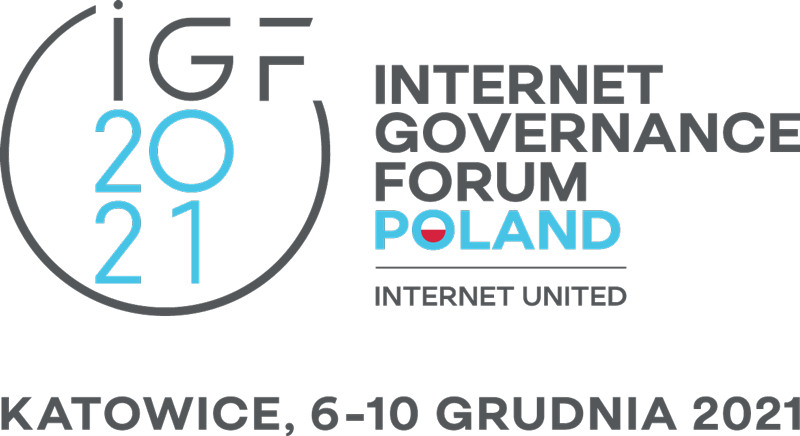 iGF
20
21
INTERNET
GOVERNANCE
FORUM
POLAND
INTERNET UNITED
KATOWICE, 6-10 GRUDNIA 2021